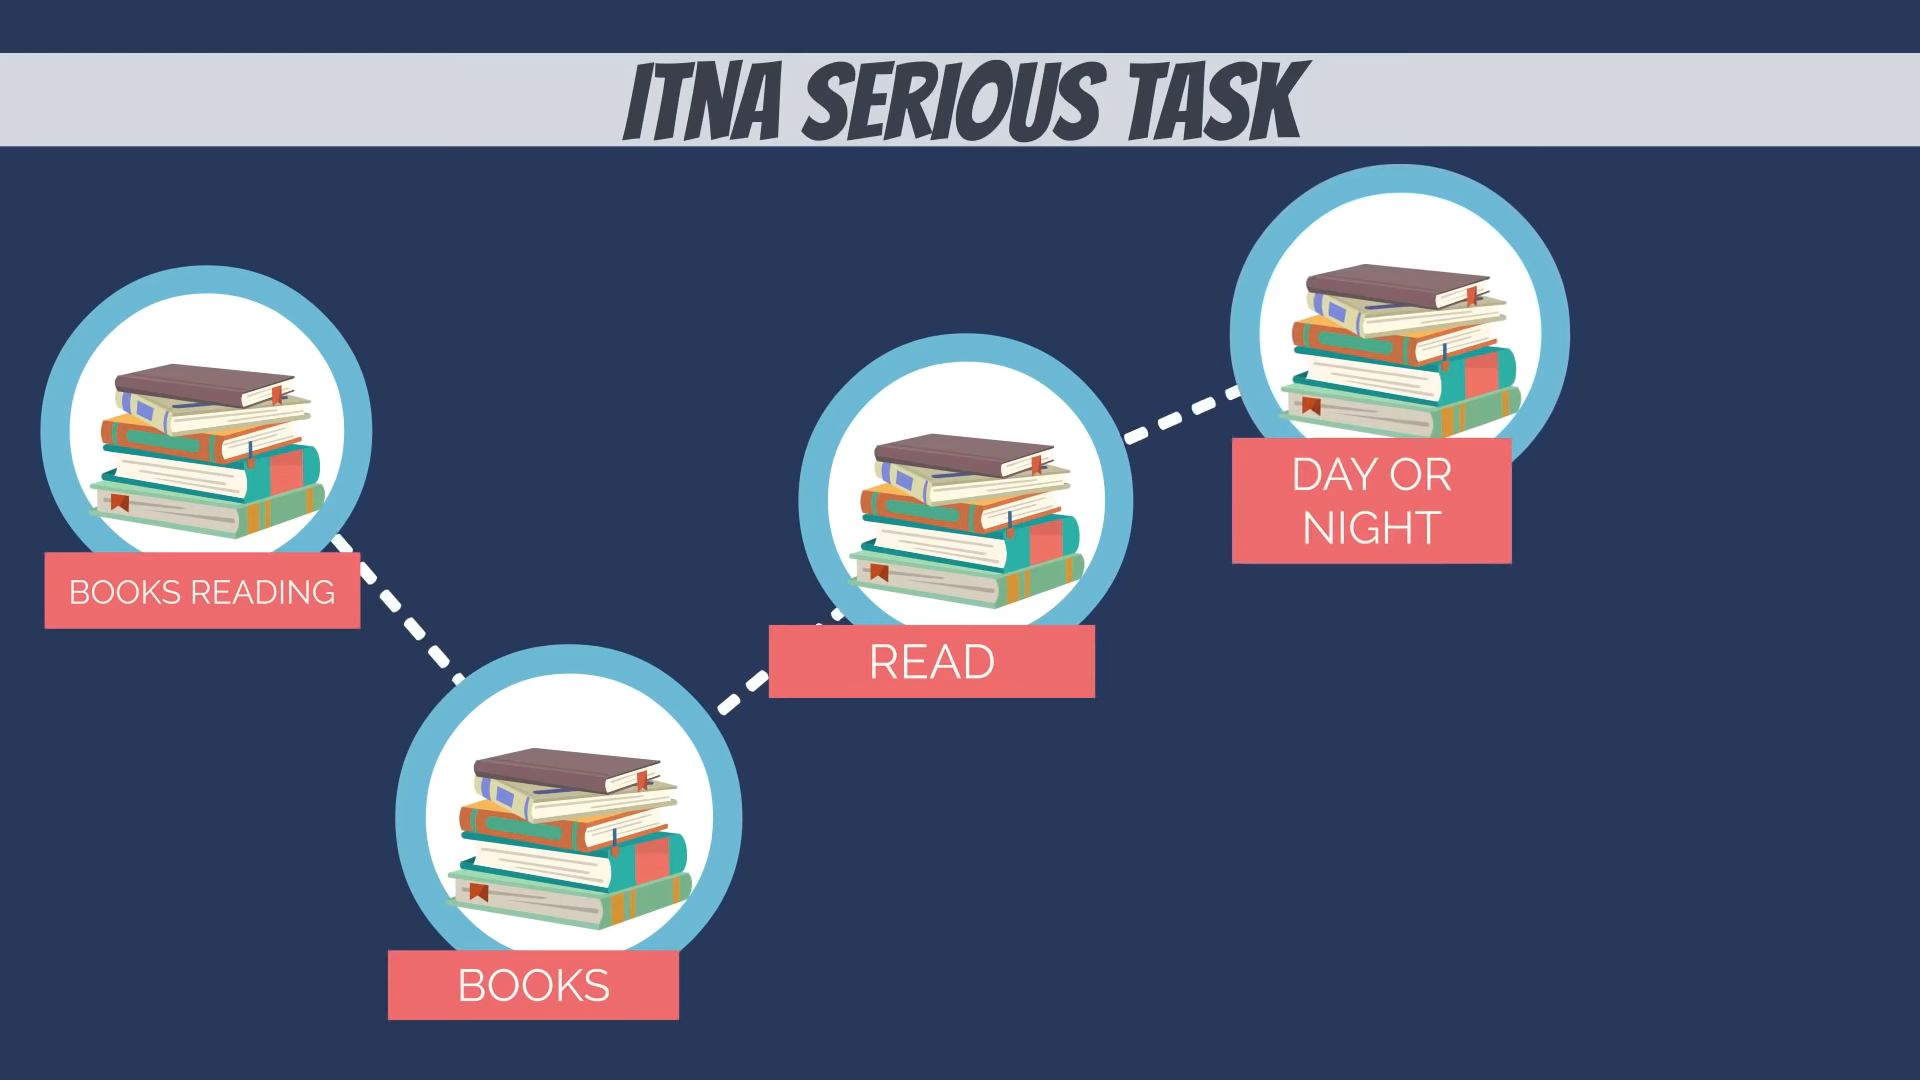 ITNA SERIOUS TASK
BOOKS READING
BOOKS
READ
DAY OR
NIGHT